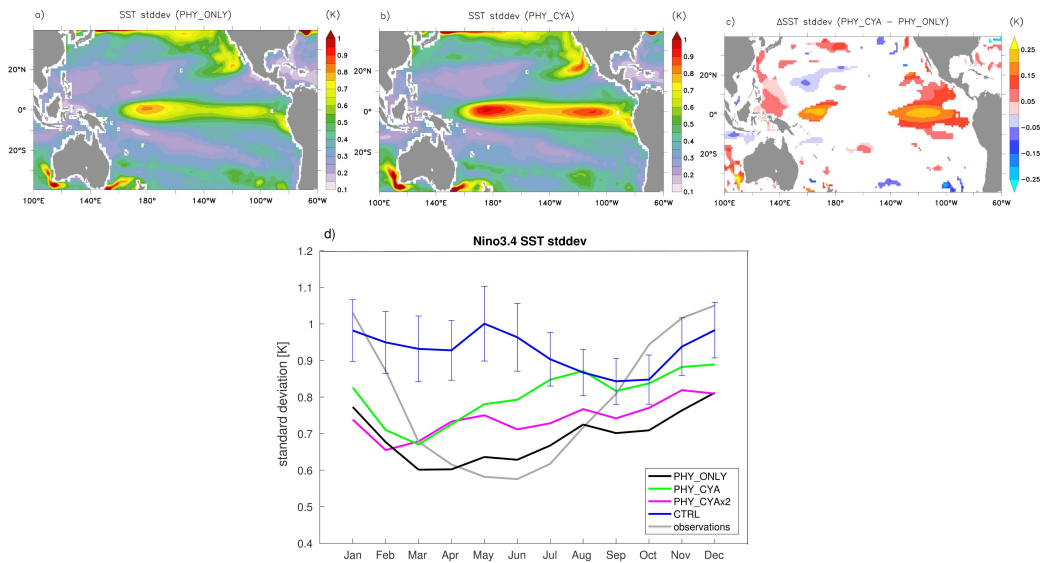 a) SST stddev (PHY_ONLY) (K)
1
0.9
0.8
0.7
0.6
0.5
0.4
0.3
0.2
0.1
20°N
0°
20°S
100°E 140°E 180° 140°W 100°W 60°W
b) SST stddev (PHY_CYA) (K)
1
0.9
0.8
0.7
0.6
0.5
0.4
0.3
0.2
0.1
20°N
0°
20°S
100°E 140°E 180° 140°W 100°W 60°W
c) ΔSST stddev (PHY_CYA − PHY_ONLY) (K)
0.25
0.15
0.05
−0.05
−0.15
−0.25
20°N
0°
20°S
100°E 140°E 180° 140°W 100°W 60°W
d)
Nino3.4 SST stddev
standard deviation [K]
1.2
1.1
1
0.9
0.8
0.7
0.6
0.5
0.4
Jan Feb Mar Apr May Jun Jul Aug Sep Oct Nov Dec
PHY_ONLY
PHY_CYA
PHY_CYAx2
CTRL
observations